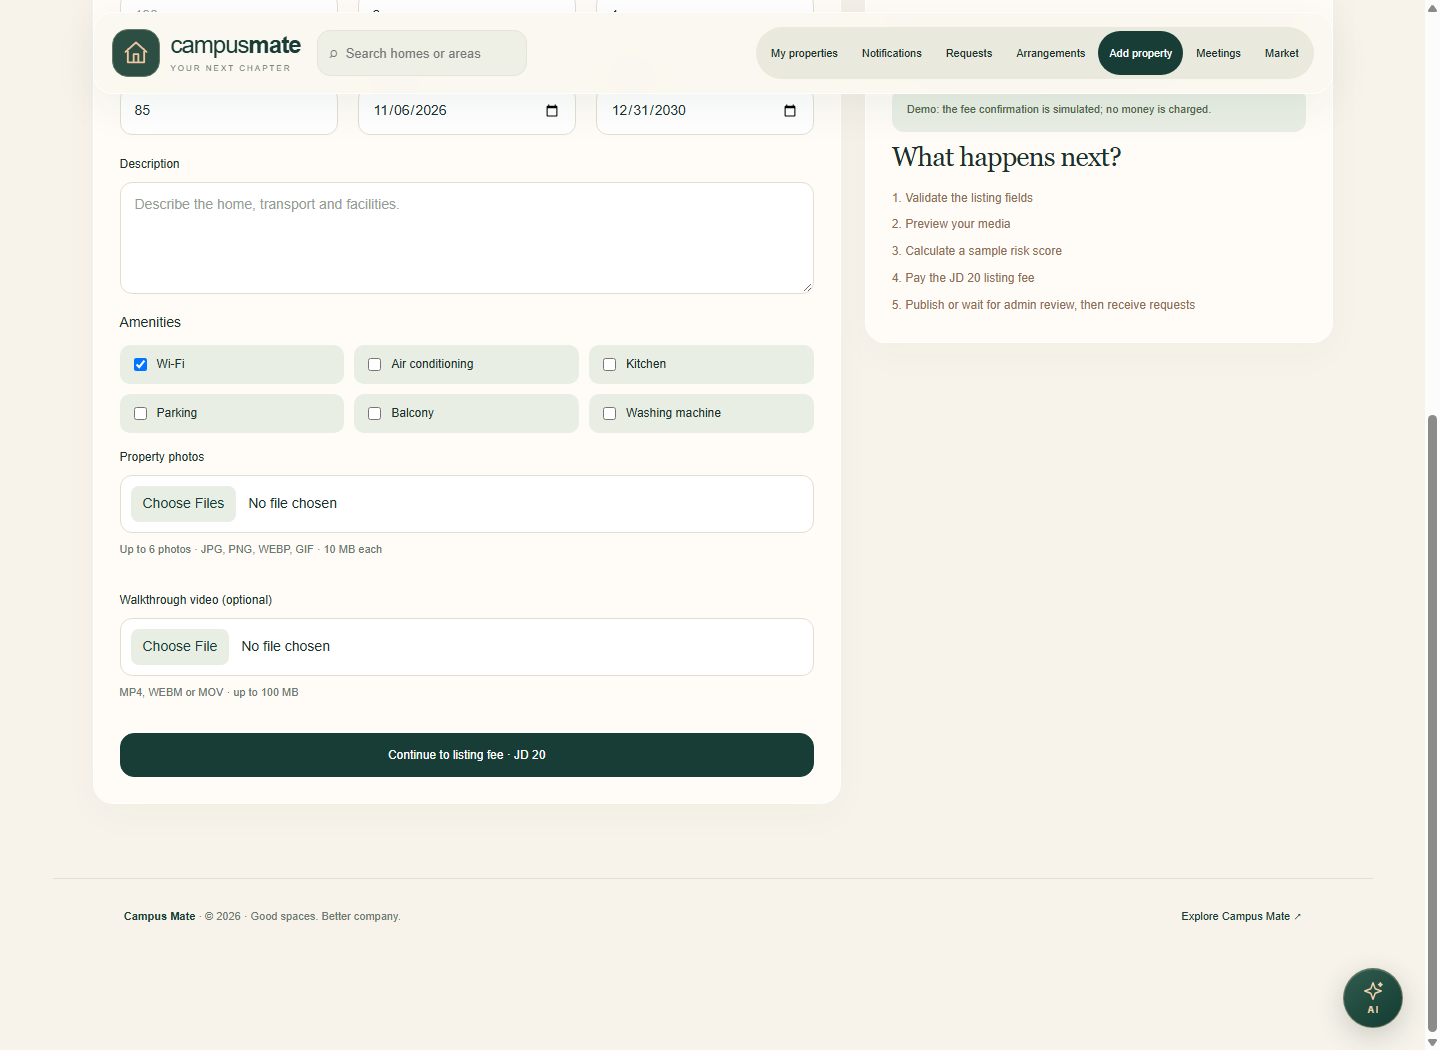 campusmate
YOUR NEXT CHAPTER
Search homes or areas
My properties
Notifications
Requests
Arrangements
Add property
Meetings
Market
85
11/06/2026
12/31/2030
Description
Describe the home, transport and facilities.
Amenities
Wi-Fi
Air conditioning
Kitchen
Parking
Balcony
Washing machine
Property photos
Choose Files No file chosen
Up to 6 photos · JPG, PNG, WEBP, GIF · 10 MB each
Walkthrough video (optional)
Choose File No file chosen
MP4, WEBM or MOV · up to 100 MB
Continue to listing fee · JD 20
Demo: the fee confirmation is simulated; no money is charged.
What happens next?
1. Validate the listing fields
2. Preview your media
3. Calculate a sample risk score
4. Pay the JD 20 listing fee
5. Publish or wait for admin review, then receive requests
Campus Mate · © 2026 · Good spaces. Better company.
Explore Campus Mate ↗
AI